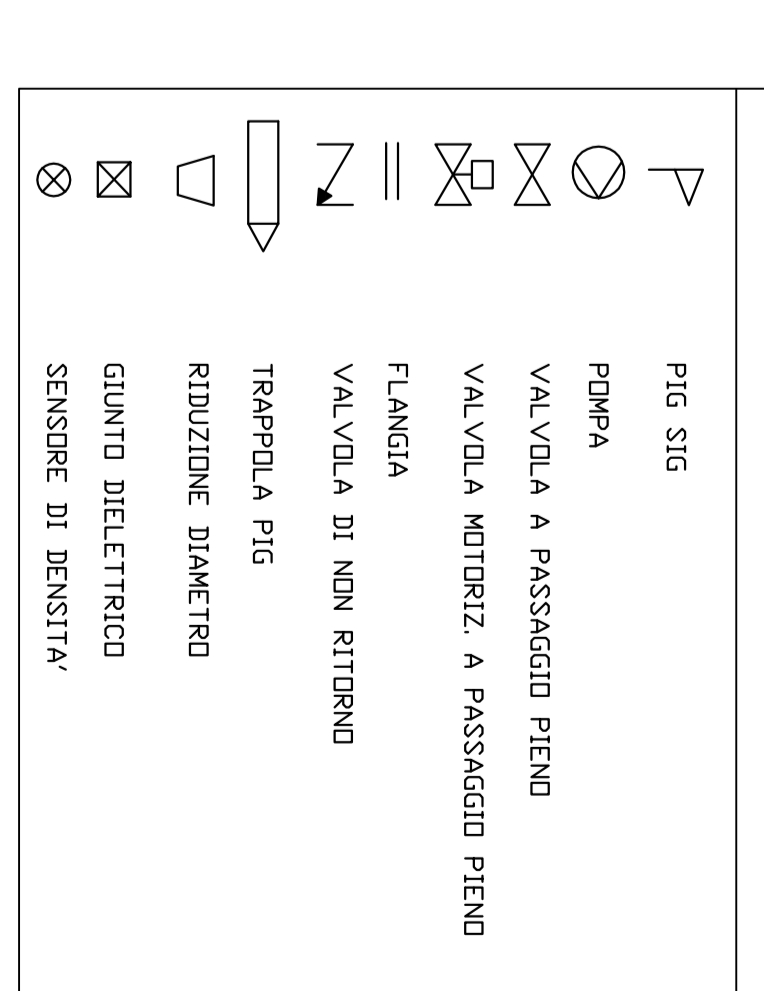 PIG SIG
POMPA
VALVOLA A PASSAGGIO PIENO
VALVOLA MOTORIZ. A PASSAGGIO PIENO
FLANGIA
VALVOLA DI NON RITORNO
TRAPPOLA PIG
RIDUZIONE DIAMETRO
GIUNTO DIELETTRICO
SENSORE DI DENSITA'